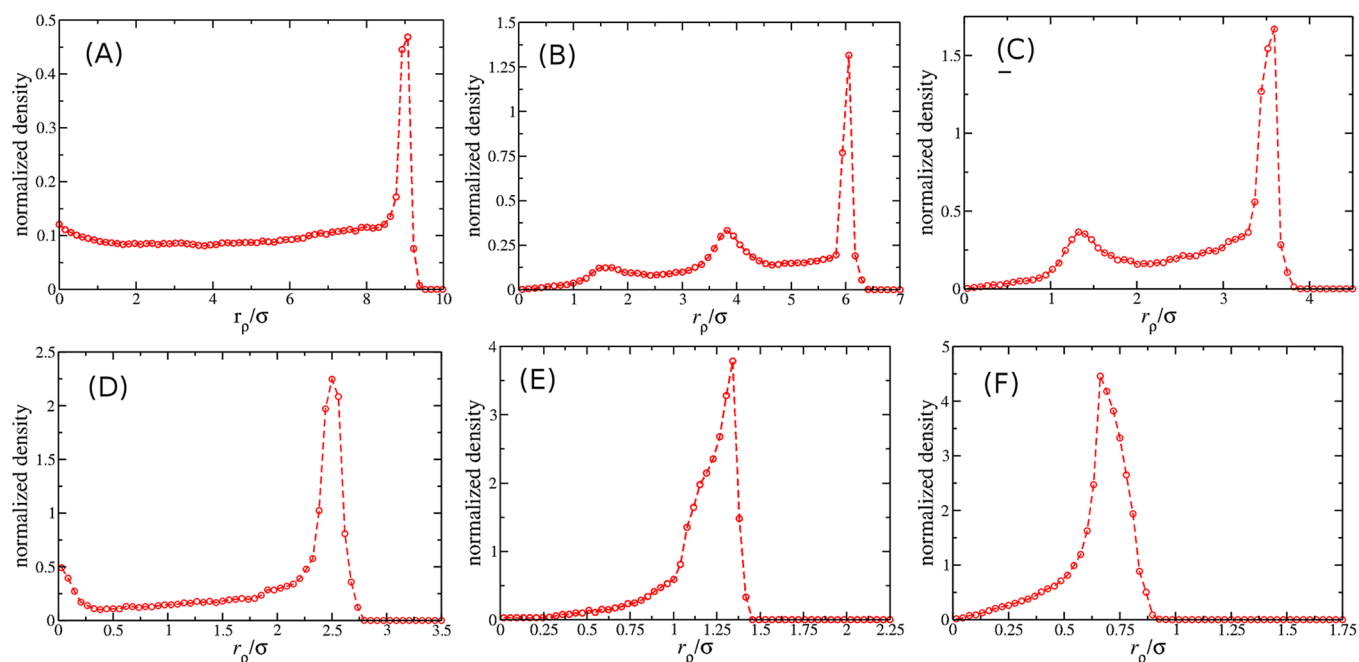 (A)
normalized density
0.5
0.4
0.3
0.2
0.1
0
0 2 4 6 8 10
r_ρ/σ
(B)
normalized density
1.5
1.25
1
0.75
0.5
0.25
0
0 1 2 3 4 5 6 7
r_ρ/σ
(C)
normalized density
1.5
1
0.5
0
0 1 2 3 4
r_ρ/σ
(D)
normalized density
2.5
2
1.5
1
0.5
0
0 0.5 1 1.5 2 2.5 3 3.5
r_ρ/σ
(E)
normalized density
4
3
2
1
0
0 0.25 0.5 0.75 1 1.25 1.5 1.75 2 2.25
r_ρ/σ
(F)
normalized density
5
4
3
2
1
0
0 0.25 0.5 0.75 1 1.25 1.5 1.75
r_ρ/σ